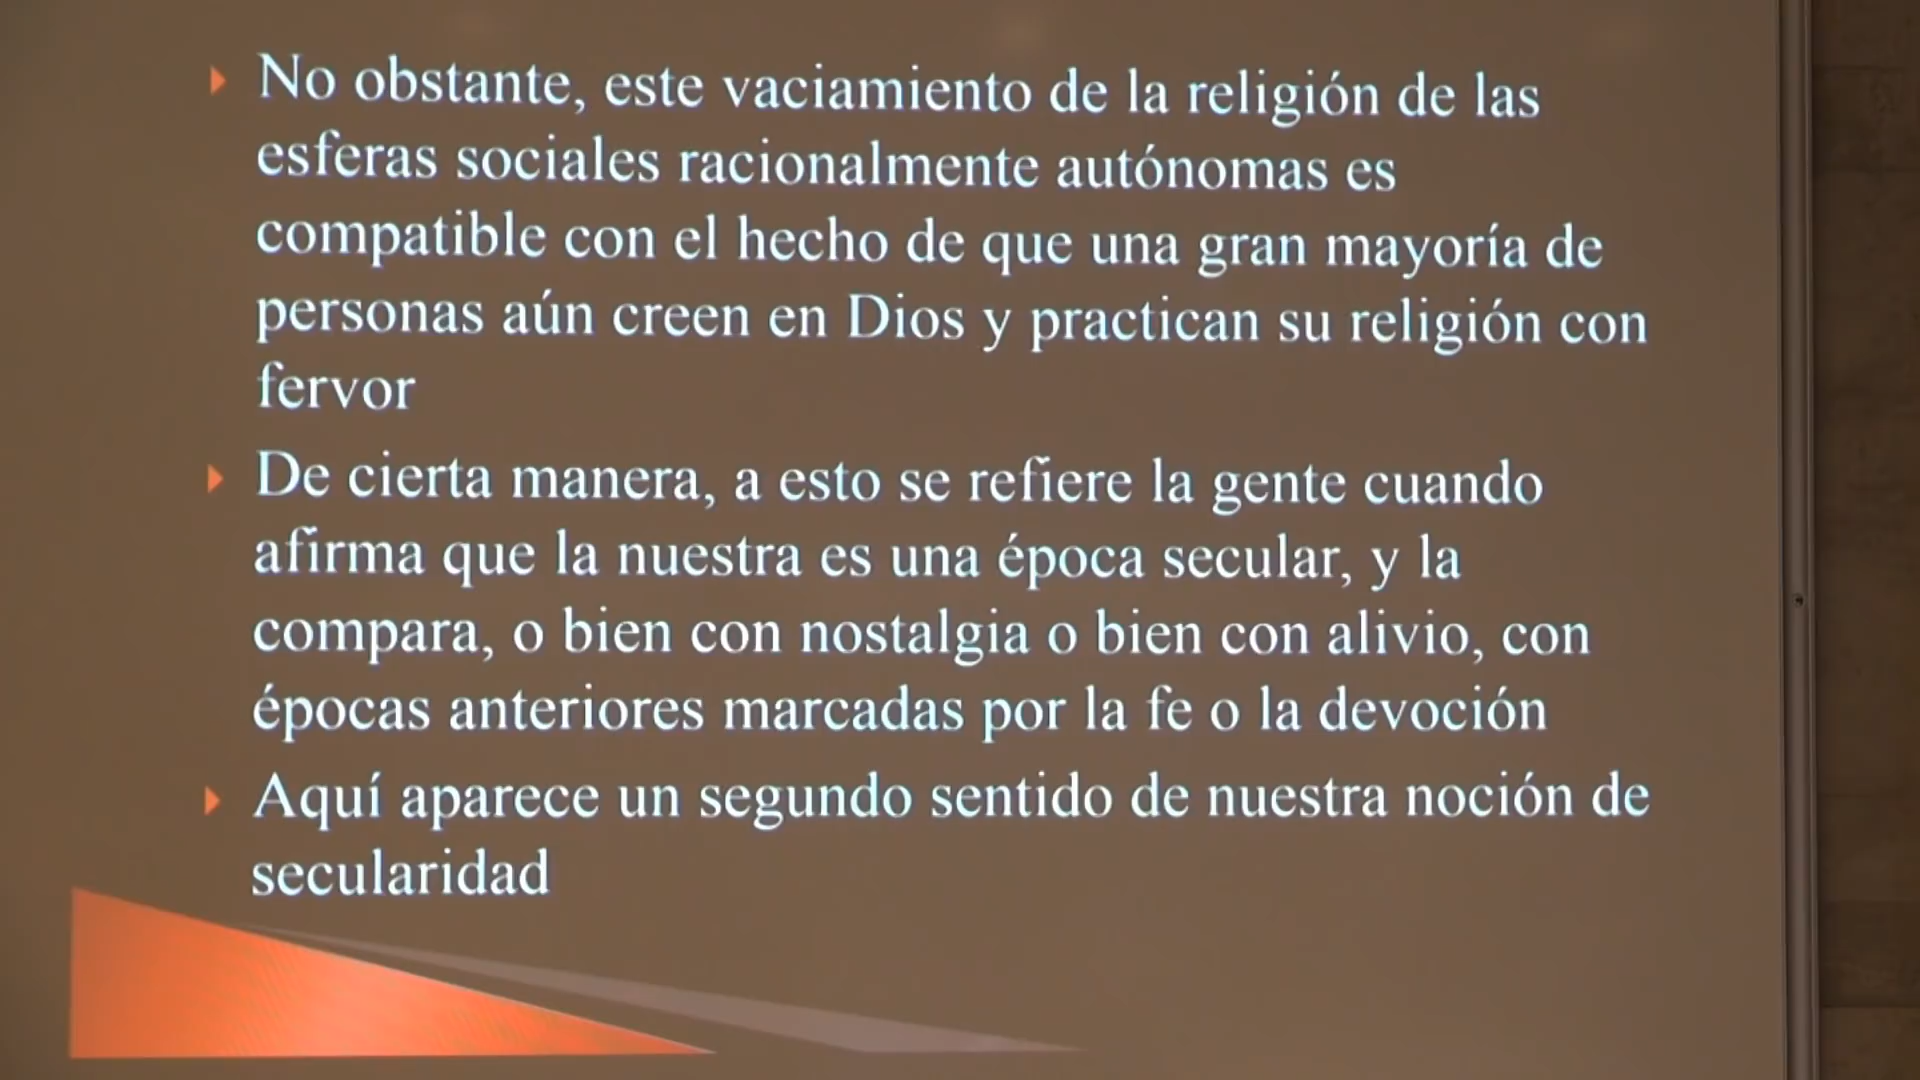 No obstante, este vaciamiento de la religión de las
esferas sociales racionalmente autónomas es
compatible con el hecho de que una gran mayoría de
personas aún creen en Dios y practican su religión con
fervor
De cierta manera, a esto se refiere la gente cuando
afirma que la nuestra es una época secular, y la
compara, o bien con nostalgia o bien con alivio, con
épocas anteriores marcadas por la fe o la devoción
Aquí aparece un segundo sentido de nuestra noción de
secularidad